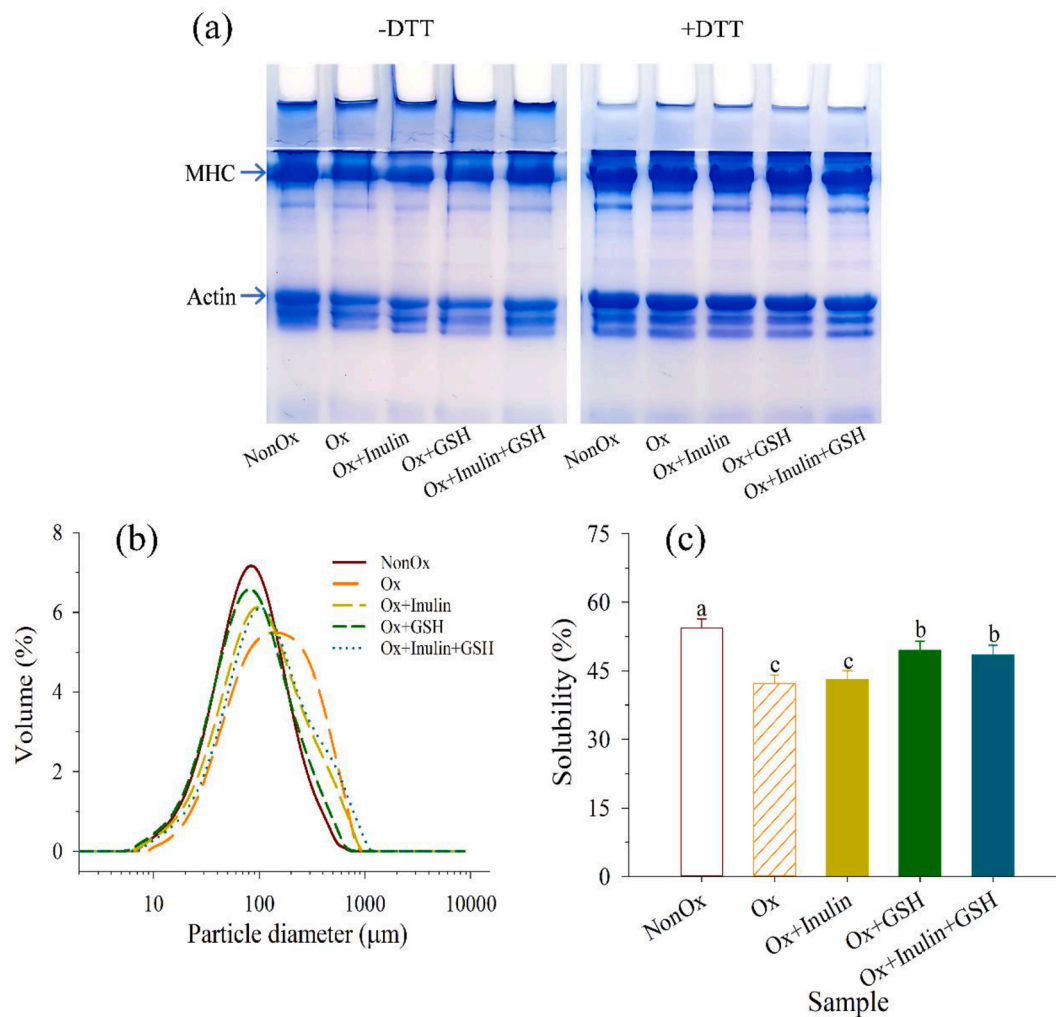 (a)
-DTT
+DTT
MHC
Actin
NonOx
Ox
Ox+Inulin
Ox+GSH
Ox+Inulin+GSH
NonOx
Ox
Ox+Inulin
Ox+GSH
Ox+Inulin+GSH
(b)
8
6
4
2
0
Volume (%)
NonOx
Ox
Ox+Inulin
Ox+GSH
Ox+Inulin+GSH
10
100
1000
10000
Particle diameter (μm)
(c)
75
60
45
30
15
0
Solubility (%)
a
c
c
b
b
NonOx
Ox
Ox+Inulin
Ox+GSH
Ox+Inulin+GSH
Sample